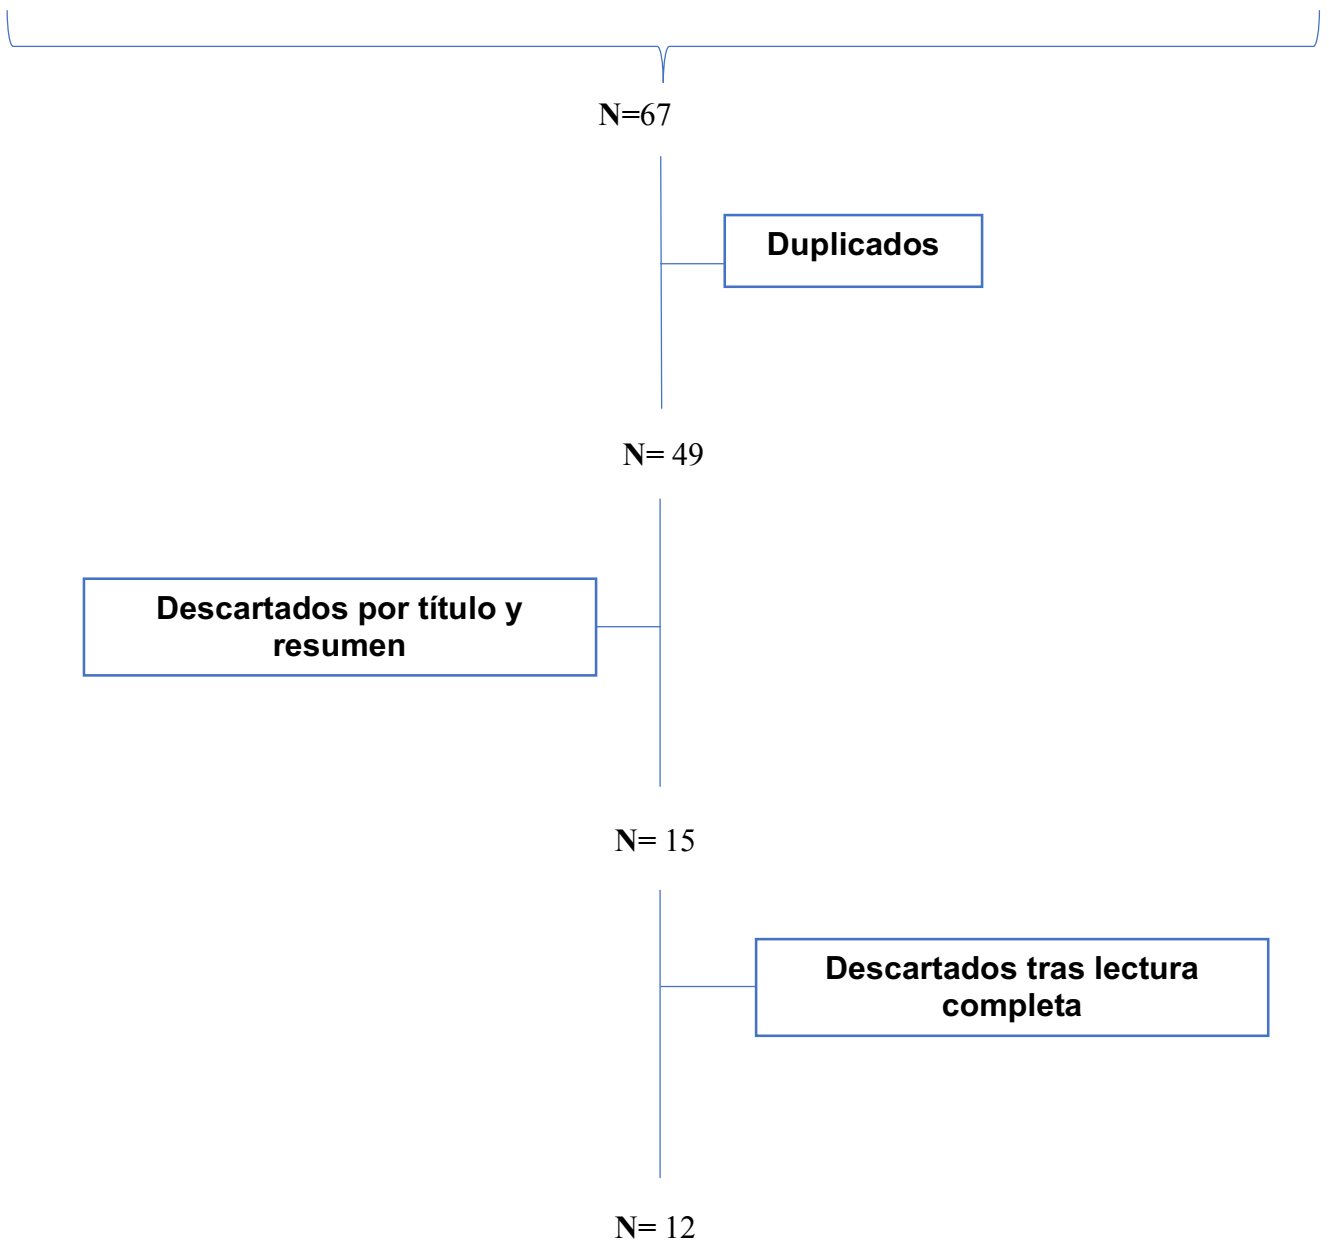 N=67
Duplicados
N= 49
Descartados por título y
resumen
N= 15
Descartados tras lectura
completa
N= 12